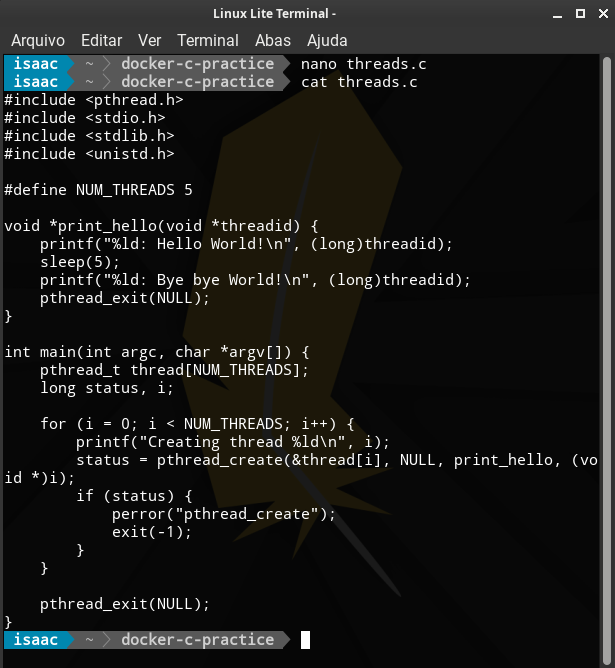 Linux Lite Terminal -
Arquivo Editar Ver Terminal Abas Ajuda
isaac ~ docker-c-practice nano threads.c
isaac ~ docker-c-practice cat threads.c
#include <pthread.h>
#include <stdio.h>
#include <stdlib.h>
#include <unistd.h>

#define NUM_THREADS 5

void *print_hello(void *threadid) {
    printf("%ld: Hello World!\n", (long)threadid);
    sleep(5);
    printf("%ld: Bye bye World!\n", (long)threadid);
    pthread_exit(NULL);
}

int main(int argc, char *argv[]) {
    pthread_t thread[NUM_THREADS];
    long status, i;

    for (i = 0; i < NUM_THREADS; i++) {
        printf("Creating thread %ld\n", i);
        status = pthread_create(&thread[i], NULL, print_hello, (vo
id *)i);
        if (status) {
            perror("pthread_create");
            exit(-1);
        }
    }

    pthread_exit(NULL);
}
isaac ~ docker-c-practice